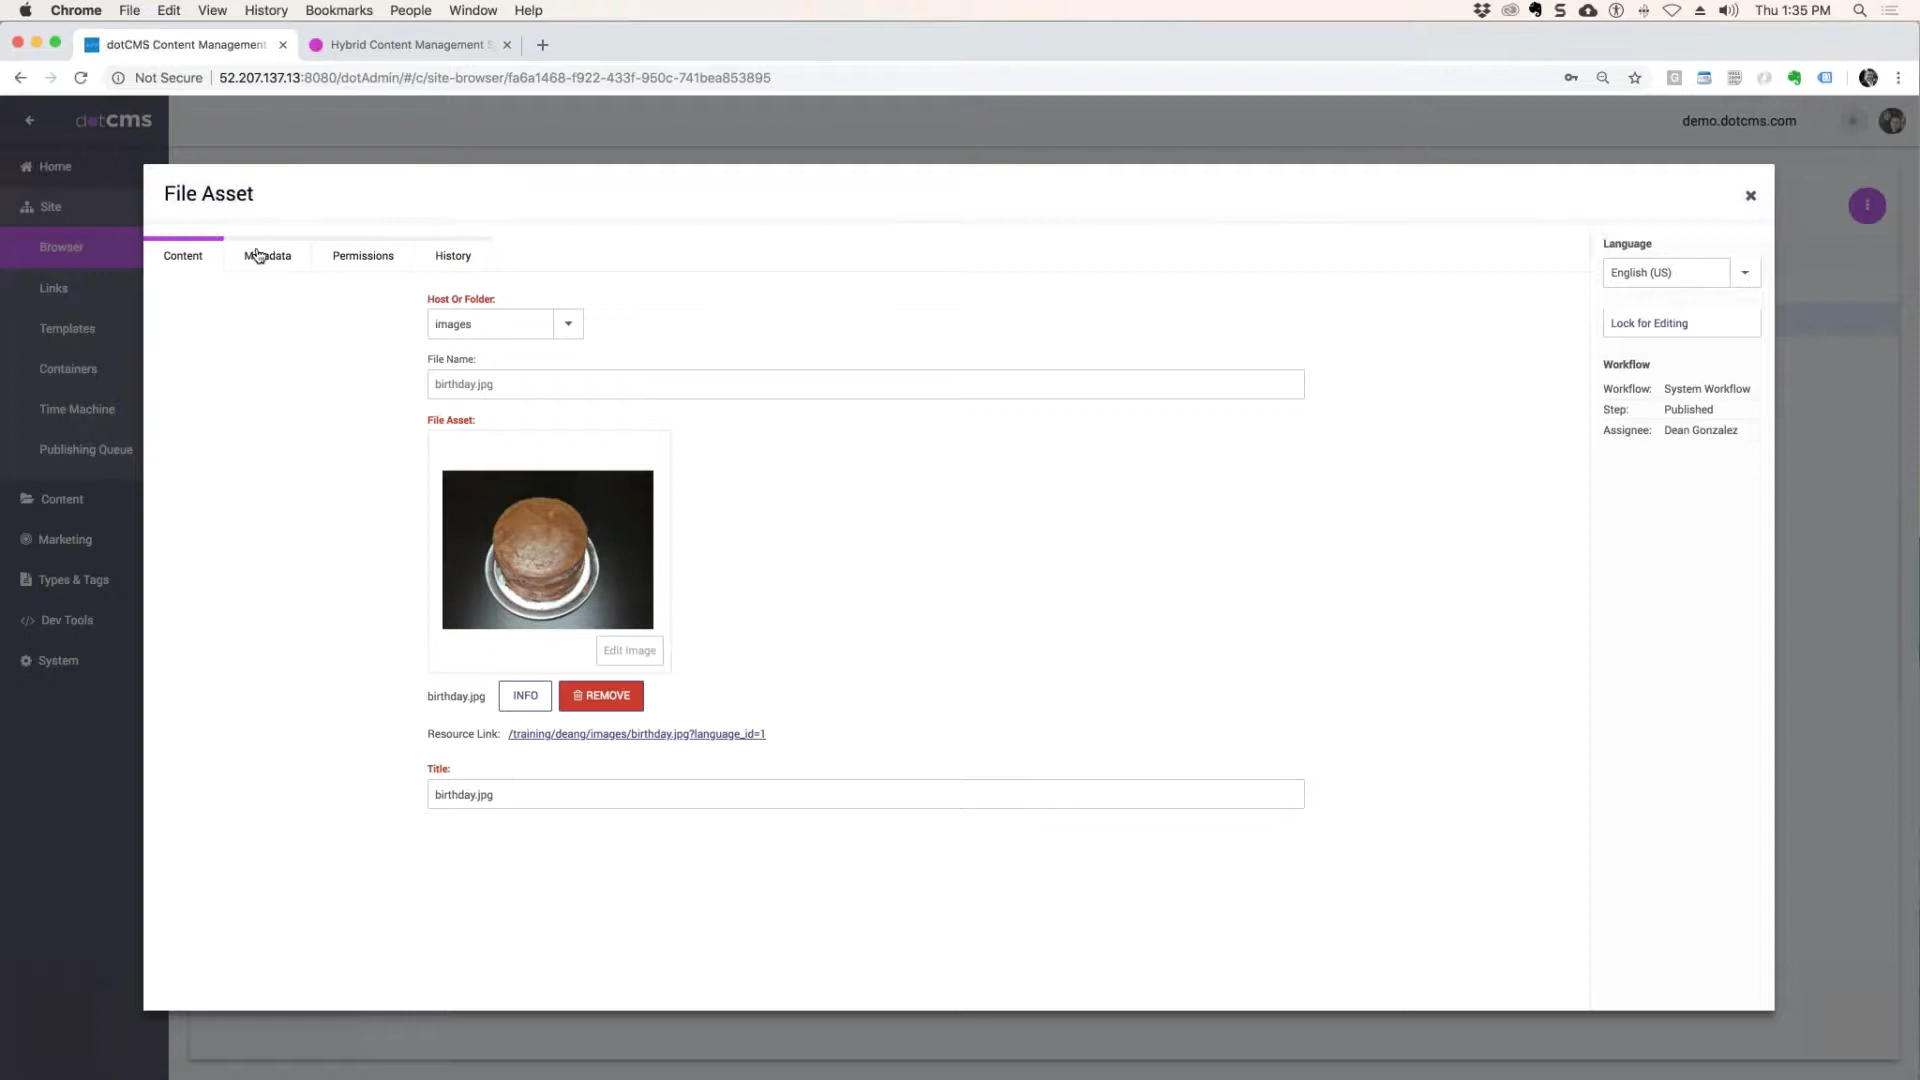 Chrome File Edit View History Bookmarks People Window Help Thu 1:35 PM
dotCMS Content Management Hybrid Content Management S
Not Secure 52.207.137.13:8080/dotAdmin/#/c/site-browser/fa6a1468-f922-433f-950c-741bea853895
dotCMS demo.dotcms.com
Home
Site
Browser
Links
Templates
Containers
Time Machine
Publishing Queue
Content
Marketing
Types & Tags
Dev Tools
System
File Asset
Content Metadata Permissions History
Host Or Folder:
images
File Name:
birthday.jpg
File Asset:
Edit image
birthday.jpg INFO REMOVE
Resource Link: /training/deang/images/birthday.jpg?language_id=1
Title:
birthday.jpg
Language
English (US)
Lock for Editing
Workflow
Workflow: System Workflow
Step: Published
Assignee: Dean Gonzalez